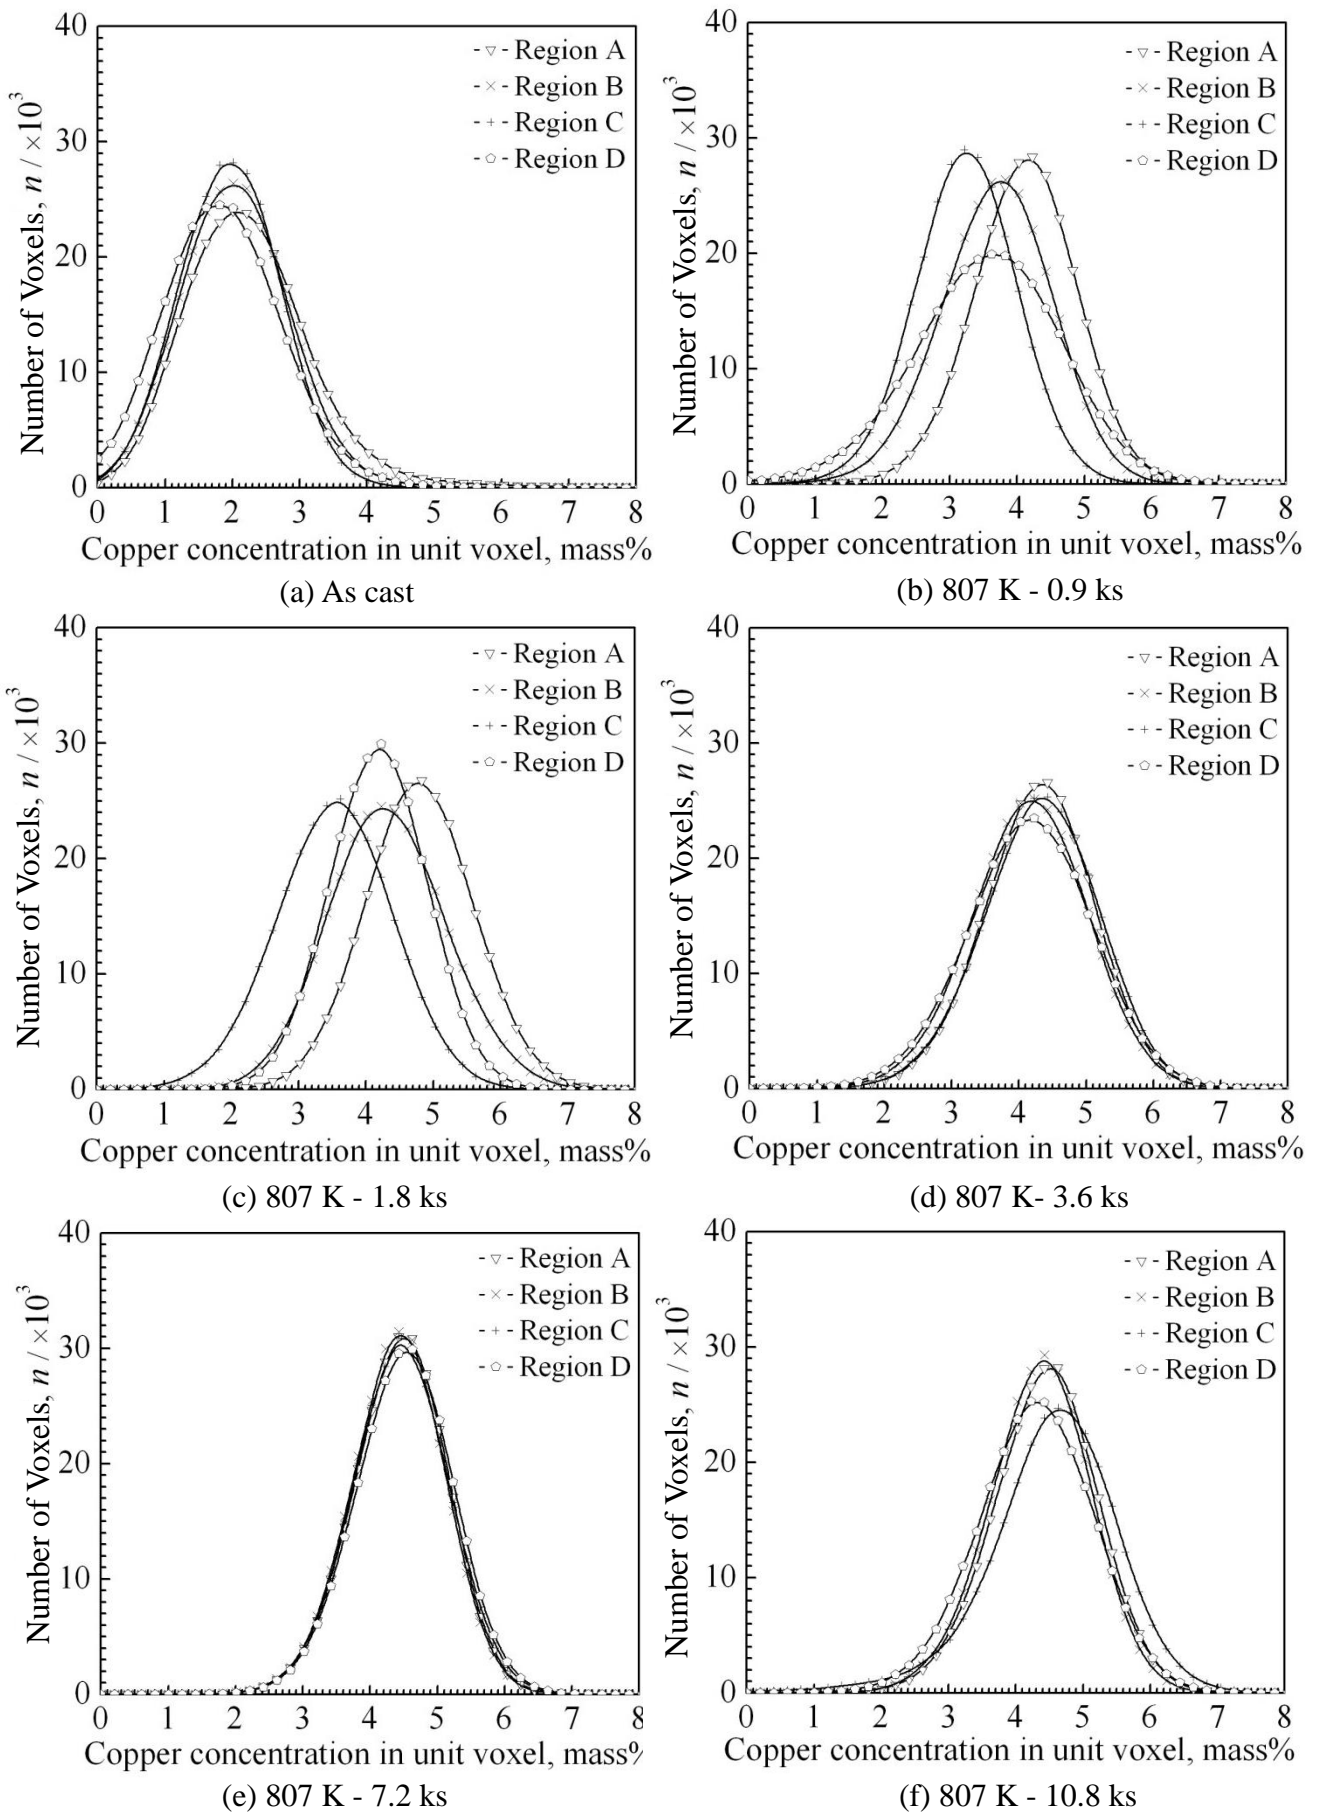 40
30
20
10
0
Number of Voxels, n / ×10³
-▽- Region A
-×- Region B
-+- Region C
-⬠- Region D
0 1 2 3 4 5 6 7 8
Copper concentration in unit voxel, mass%
(a) As cast
40
30
20
10
0
Number of Voxels, n / ×10³
-▽- Region A
-×- Region B
-+- Region C
-⬠- Region D
0 1 2 3 4 5 6 7 8
Copper concentration in unit voxel, mass%
(b) 807 K - 0.9 ks
40
30
20
10
0
Number of Voxels, n / ×10³
-▽- Region A
-×- Region B
-+- Region C
-⬠- Region D
0 1 2 3 4 5 6 7 8
Copper concentration in unit voxel, mass%
(c) 807 K - 1.8 ks
40
30
20
10
0
Number of Voxels, n / ×10³
-▽- Region A
-×- Region B
-+- Region C
-⬠- Region D
0 1 2 3 4 5 6 7 8
Copper concentration in unit voxel, mass%
(d) 807 K- 3.6 ks
40
30
20
10
0
Number of Voxels, n / ×10³
-▽- Region A
-×- Region B
-+- Region C
-⬠- Region D
0 1 2 3 4 5 6 7 8
Copper concentration in unit voxel, mass%
(e) 807 K - 7.2 ks
40
30
20
10
0
Number of Voxels, n / ×10³
-▽- Region A
-×- Region B
-+- Region C
-⬠- Region D
0 1 2 3 4 5 6 7 8
Copper concentration in unit voxel, mass%
(f) 807 K - 10.8 ks